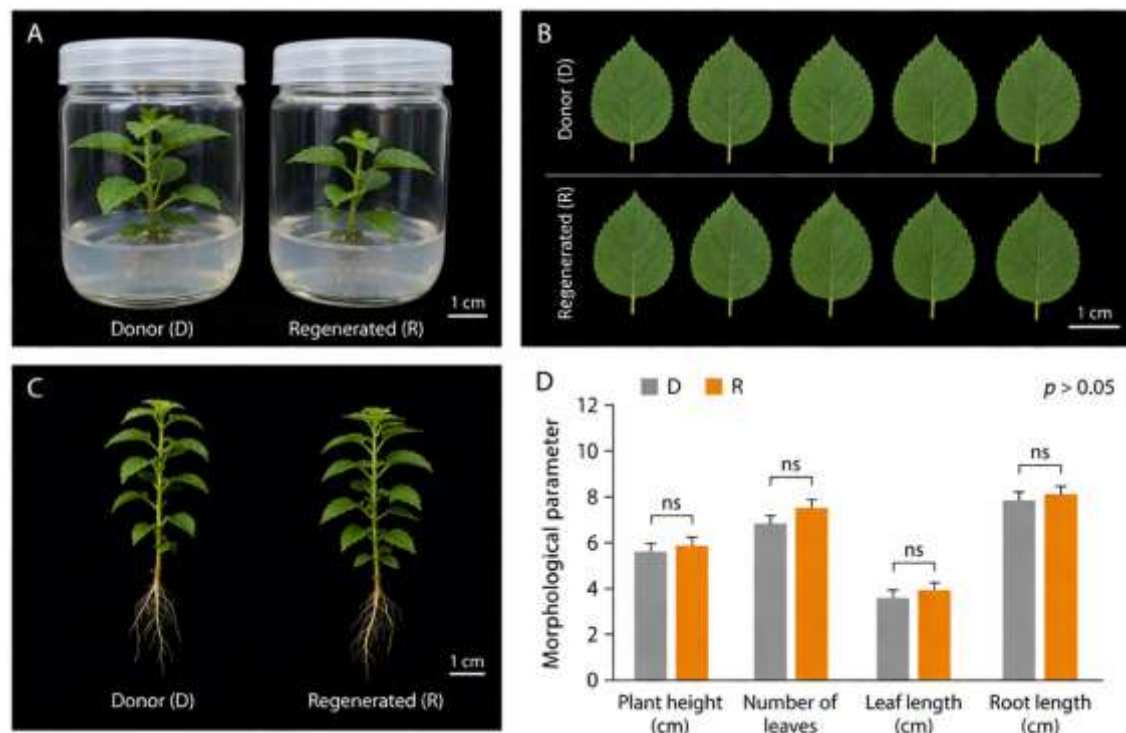 A
Donor (D)
Regenerated (R)
1 cm
B
Donor (D)
Regenerated (R)
1 cm
C
Donor (D)
Regenerated (R)
1 cm
D
D
R
p > 0.05
Morphological parameter
12
10
8
6
4
2
0
ns
ns
ns
ns
Plant height
(cm)
Number of
leaves
Leaf length
(cm)
Root length
(cm)